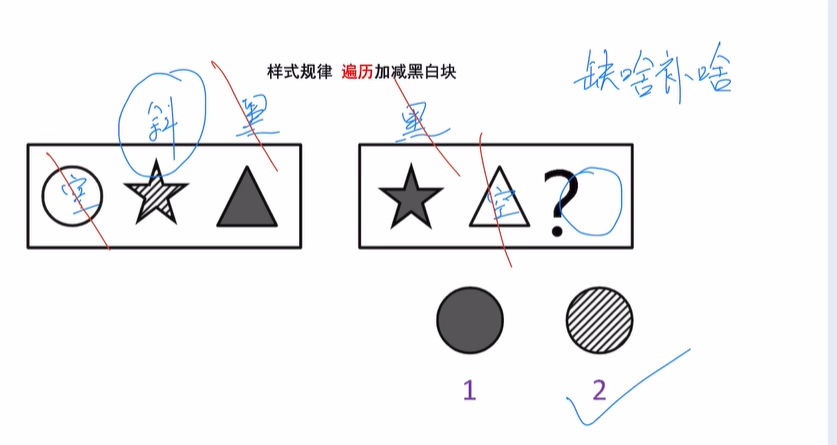 样式规律 遍历加减黑白块
缺啥补啥
斜 黑 黑
空 空 ?
1 2